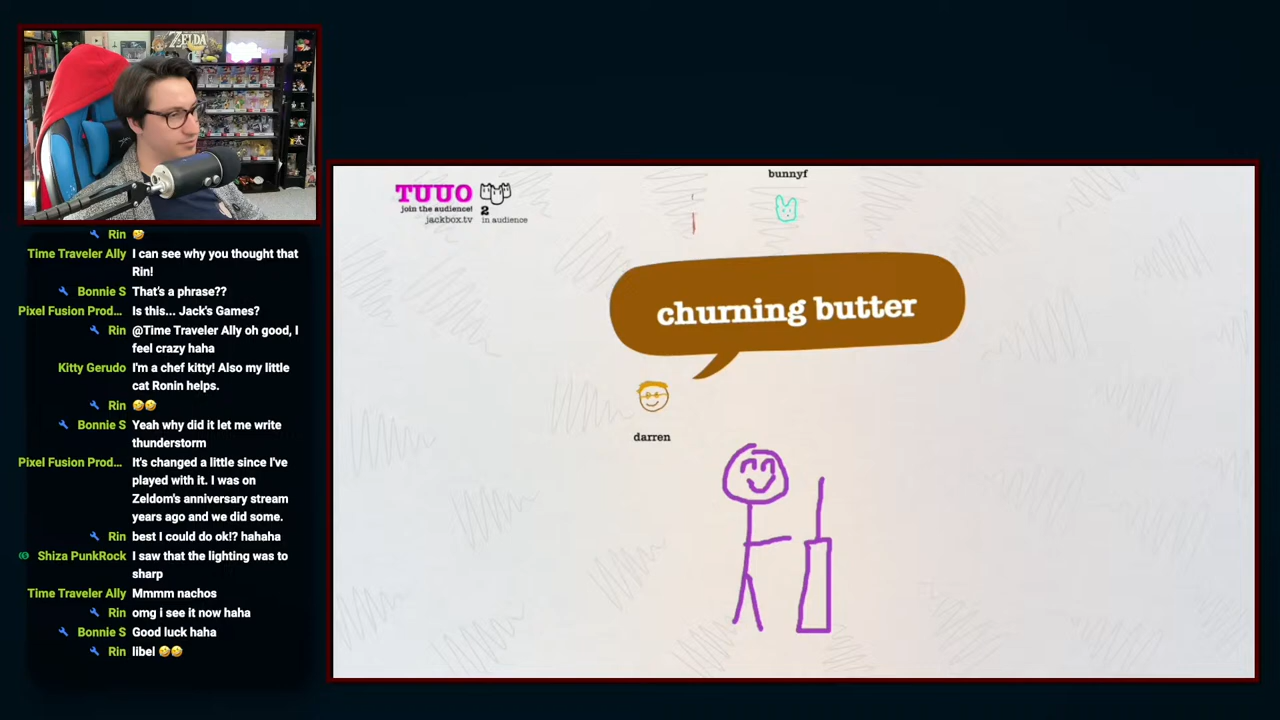 ZELDA
Rin
Time Traveler Ally I can see why you thought that
Rin!
Bonnie S That's a phrase??
Pixel Fusion Prod... Is this... Jack's Games?
Rin @Time Traveler Ally oh good, I
feel crazy haha
Kitty Gerudo I'm a chef kitty! Also my little
cat Ronin helps.
Rin
Bonnie S Yeah why did it let me write
thunderstorm
Pixel Fusion Prod... It's changed a little since I've
played with it. I was on
Zeldom's anniversary stream
years ago and we did some.
Rin best I could do ok!? hahaha
Shiza PunkRock I saw that the lighting was to
sharp
Time Traveler Ally Mmmm nachos
Rin omg i see it now haha
Bonnie S Good luck haha
Rin libel
TUUO
join the audience!
jackbox.tv
2
in audience
bunnyf
churning butter
darren